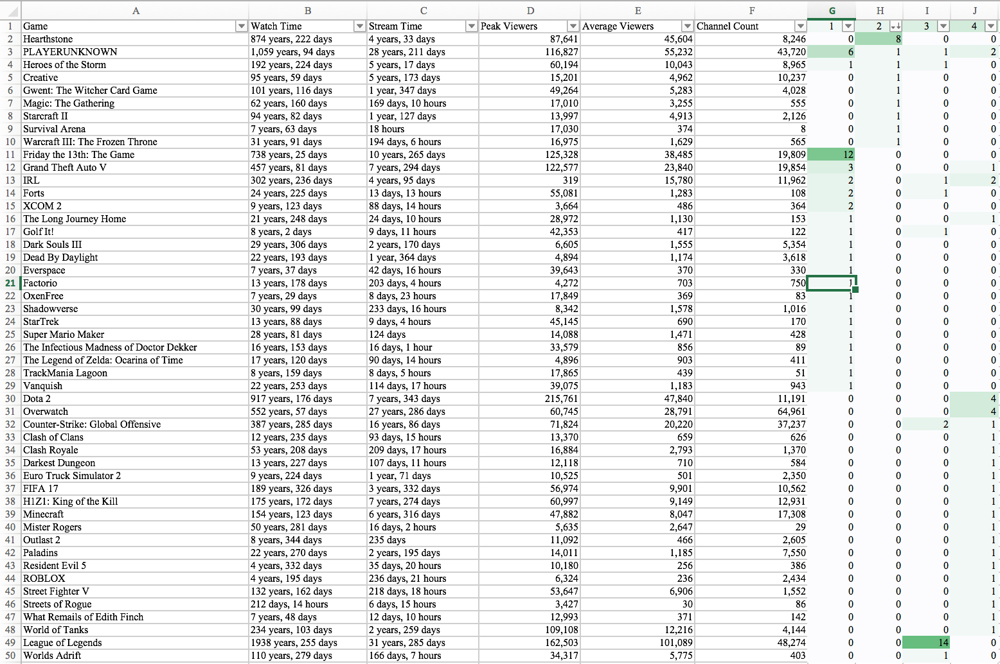 A B C D E F G H I J
1 Game Watch Time Stream Time Peak Viewers Average Viewers Channel Count 1 2 3 4
2 Hearthstone 874 years, 222 days 4 years, 33 days 87,641 45,604 8,246 0 8 0 0
3 PLAYERUNKNOWN 1,059 years, 94 days 28 years, 211 days 116,827 55,232 43,720 6 1 1 2
4 Heroes of the Storm 192 years, 224 days 5 years, 17 days 60,194 10,043 8,965 1 1 1 0
5 Creative 95 years, 59 days 5 years, 173 days 15,201 4,962 10,237 0 1 0 0
6 Gwent: The Witcher Card Game 101 years, 116 days 1 year, 347 days 49,264 5,283 4,028 0 1 0 0
7 Magic: The Gathering 62 years, 160 days 169 days, 10 hours 17,010 3,255 555 0 1 0 0
8 Starcraft II 94 years, 82 days 1 year, 127 days 13,997 4,913 2,126 0 1 0 0
9 Survival Arena 7 years, 63 days 18 hours 17,030 374 8 0 1 0 0
10 Warcraft III: The Frozen Throne 31 years, 91 days 194 days, 6 hours 16,975 1,629 565 0 1 0 0
11 Friday the 13th: The Game 738 years, 25 days 10 years, 265 days 125,328 38,485 19,809 12 0 0 0
12 Grand Theft Auto V 457 years, 81 days 7 years, 294 days 122,577 23,840 19,854 3 0 0 1
13 IRL 302 years, 236 days 4 years, 95 days 319 15,780 11,962 2 0 1 2
14 Forts 24 years, 225 days 13 days, 13 hours 55,081 1,283 108 2 0 1 0
15 XCOM 2 9 years, 123 days 88 days, 14 hours 3,664 486 364 2 0 0 0
16 The Long Journey Home 21 years, 248 days 24 days, 10 hours 28,972 1,130 153 1 0 0 1
17 Golf It! 8 years, 2 days 9 days, 11 hours 42,353 417 122 1 0 1 0
18 Dark Souls III 29 years, 306 days 2 years, 170 days 6,605 1,555 5,354 1 0 0 0
19 Dead By Daylight 22 years, 193 days 1 year, 364 days 4,894 1,174 3,618 1 0 0 0
20 Everspace 7 years, 37 days 42 days, 16 hours 39,643 370 330 1 0 0 0
21 Factorio 13 years, 178 days 203 days, 4 hours 4,272 703 750 1 0 0 0
22 OxenFree 7 years, 29 days 8 days, 23 hours 17,849 369 83 1 0 0 0
23 Shadowverse 30 years, 99 days 233 days, 16 hours 8,342 1,578 1,016 1 0 0 0
24 StarTrek 13 years, 88 days 9 days, 4 hours 45,145 690 170 1 0 0 0
25 Super Mario Maker 28 years, 81 days 124 days 14,088 1,471 428 1 0 0 0
26 The Infectious Madness of Doctor Dekker 16 years, 153 days 16 days, 1 hour 33,579 856 89 1 0 0 0
27 The Legend of Zelda: Ocarina of Time 17 years, 120 days 90 days, 14 hours 4,896 903 411 1 0 0 0
28 TrackMania Lagoon 8 years, 159 days 8 days, 5 hours 17,865 439 51 1 0 0 0
29 Vanquish 22 years, 253 days 114 days, 17 hours 39,075 1,183 943 1 0 0 0
30 Dota 2 917 years, 176 days 7 years, 343 days 215,761 47,840 11,191 0 0 0 4
31 Overwatch 552 years, 57 days 27 years, 286 days 60,745 28,791 64,961 0 0 0 4
32 Counter-Strike: Global Offensive 387 years, 285 days 16 years, 86 days 71,824 20,220 37,237 0 0 2 1
33 Clash of Clans 12 years, 235 days 93 days, 15 hours 13,370 659 626 0 0 0 1
34 Clash Royale 53 years, 208 days 209 days, 17 hours 16,884 2,793 1,370 0 0 0 1
35 Darkest Dungeon 13 years, 227 days 107 days, 11 hours 12,118 710 584 0 0 0 1
36 Euro Truck Simulator 2 9 years, 224 days 1 year, 71 days 10,525 501 2,350 0 0 0 1
37 FIFA 17 189 years, 326 days 3 years, 332 days 56,974 9,901 10,562 0 0 0 1
38 H1Z1: King of the Kill 175 years, 172 days 7 years, 274 days 60,997 9,149 12,931 0 0 0 1
39 Minecraft 154 years, 123 days 6 years, 316 days 47,882 8,047 17,308 0 0 0 1
40 Mister Rogers 50 years, 281 days 16 days, 2 hours 5,635 2,647 29 0 0 0 1
41 Outlast 2 8 years, 344 days 235 days 11,092 466 2,605 0 0 0 1
42 Paladins 22 years, 270 days 2 years, 195 days 14,011 1,185 7,550 0 0 0 1
43 Resident Evil 5 4 years, 332 days 35 days, 20 hours 10,180 256 386 0 0 0 1
44 ROBLOX 4 years, 195 days 236 days, 21 hours 6,324 236 2,434 0 0 0 1
45 Street Fighter V 132 years, 162 days 218 days, 18 hours 53,647 6,906 1,552 0 0 0 1
46 Streets of Rogue 212 days, 14 hours 6 days, 15 hours 3,427 30 86 0 0 0 1
47 What Remails of Edith Finch 7 years, 48 days 12 days, 10 hours 12,993 371 142 0 0 0 1
48 World of Tanks 234 years, 103 days 2 years, 259 days 109,108 12,216 4,144 0 0 0 1
49 League of Legends 1938 years, 255 days 31 years, 285 days 162,503 101,089 48,274 0 0 14 0
50 Worlds Adrift 110 years, 279 days 166 days, 7 hours 34,317 5,775 403 0 0 1 0